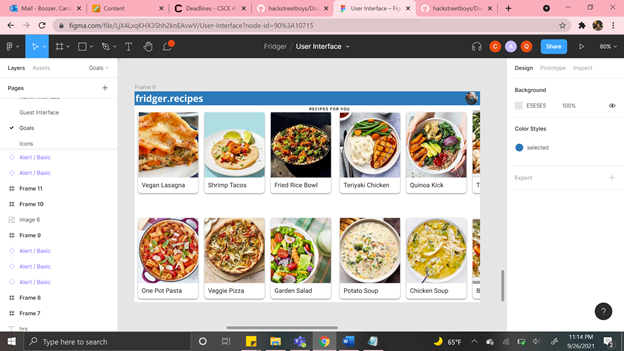 Mail - Boozer, Carol
Content
Deadlines - CSCE 4
hackstreetboys/Do
User Interface – Fig
hackstreetboys/Do
figma.com/file/LjX4LxqKHX3Shh2knEAvwV/User-Interface?node-id=90%3A10715
Fridger / User Interface
C A Q Share 80%
Layers Assets Goals
Pages
Guest Interface
Goals
Icons
Alert / Basic
Alert / Basic
Frame 11
Frame 10
image 6
Frame 9
Alert / Basic
Alert / Basic
Alert / Basic
Frame 8
Frame 7
hrs
Frame 9
fridger.recipes
RECIPES FOR YOU
Vegan Lasagna Shrimp Tacos Fried Rice Bowl Teriyaki Chicken Quinoa Kick T
One Pot Pasta Veggie Pizza Garden Salad Potato Soup Chicken Soup B
Design Prototype Inspect
Background
E5E5E5 100%
Color Styles
selected
Export
?
Type here to search
65°F
11:14 PM
9/26/2021
2